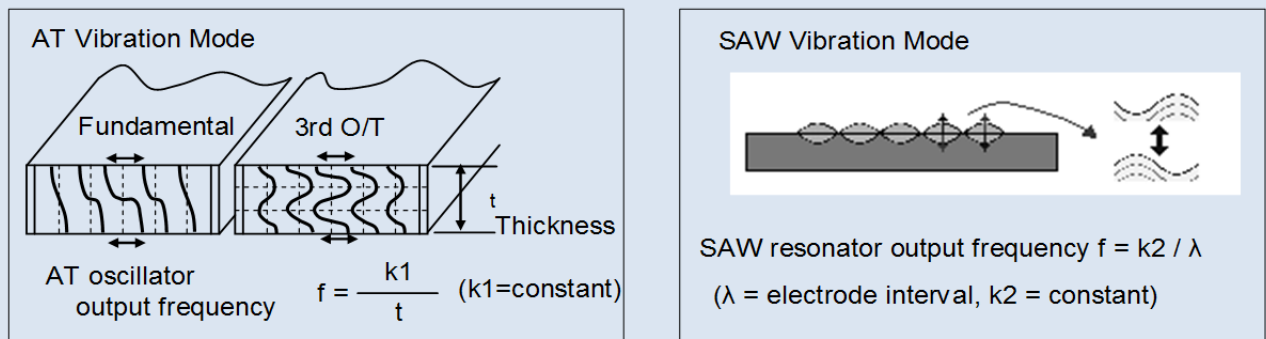 AT Vibration Mode
Fundamental
3rd O/T
t
Thickness
AT oscillator
output frequency
f = k1 / t (k1=constant)
SAW Vibration Mode
SAW resonator output frequency f = k2 / λ
(λ = electrode interval, k2 = constant)